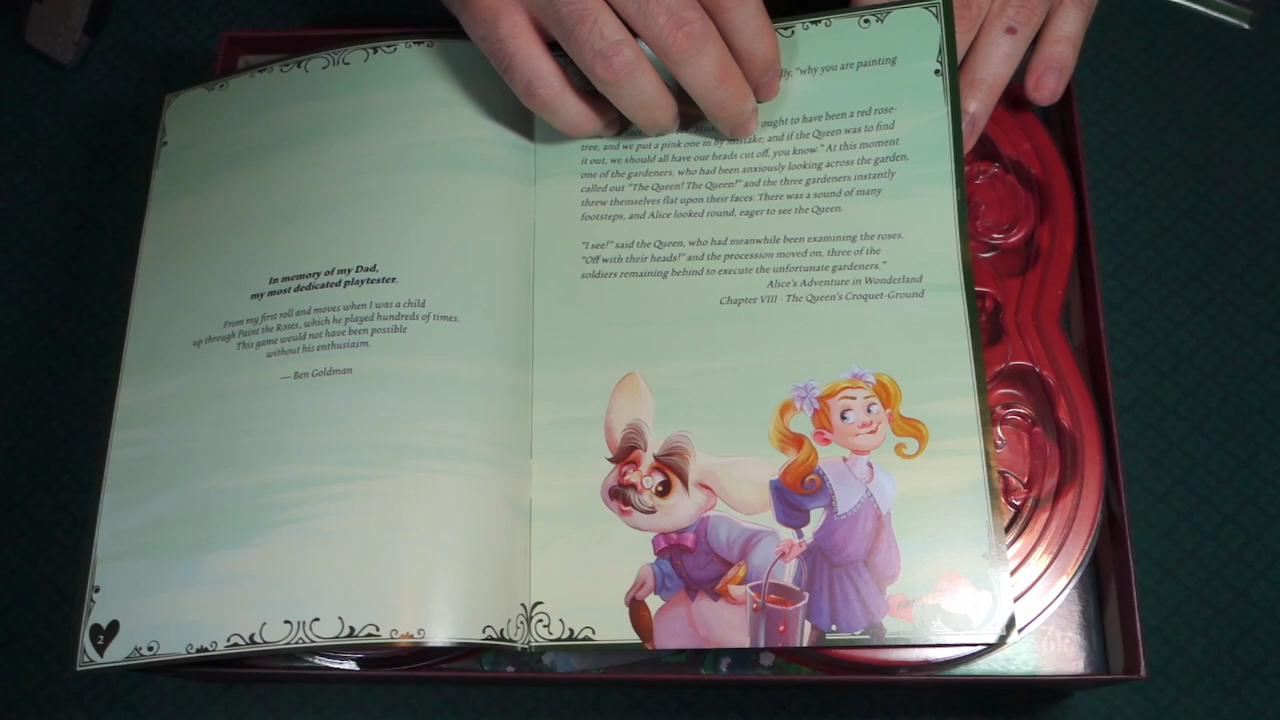 In memory of my Dad,
my most dedicated playtester.
From my first roll and moves when I was a child
up through Paint the Roses, which he played hundreds of times.
This game would not have been possible
without his enthusiasm.
— Ben Goldman
2
"why you are painting
ought to have been a red rose-
tree, and we put a pink one in by mistake; and if the Queen was to find
it out, we should all have our heads cut off, you know." At this moment
one of the gardeners, who had been anxiously looking across the garden,
called out "The Queen! The Queen!" and the three gardeners instantly
threw themselves flat upon their faces. There was a sound of many
footsteps, and Alice looked round, eager to see the Queen.
"I see!" said the Queen, who had meanwhile been examining the roses.
"Off with their heads!" and the procession moved on, three of the
soldiers remaining behind to execute the unfortunate gardeners."
Alice's Adventure in Wonderland
Chapter VIII - The Queen's Croquet-Ground